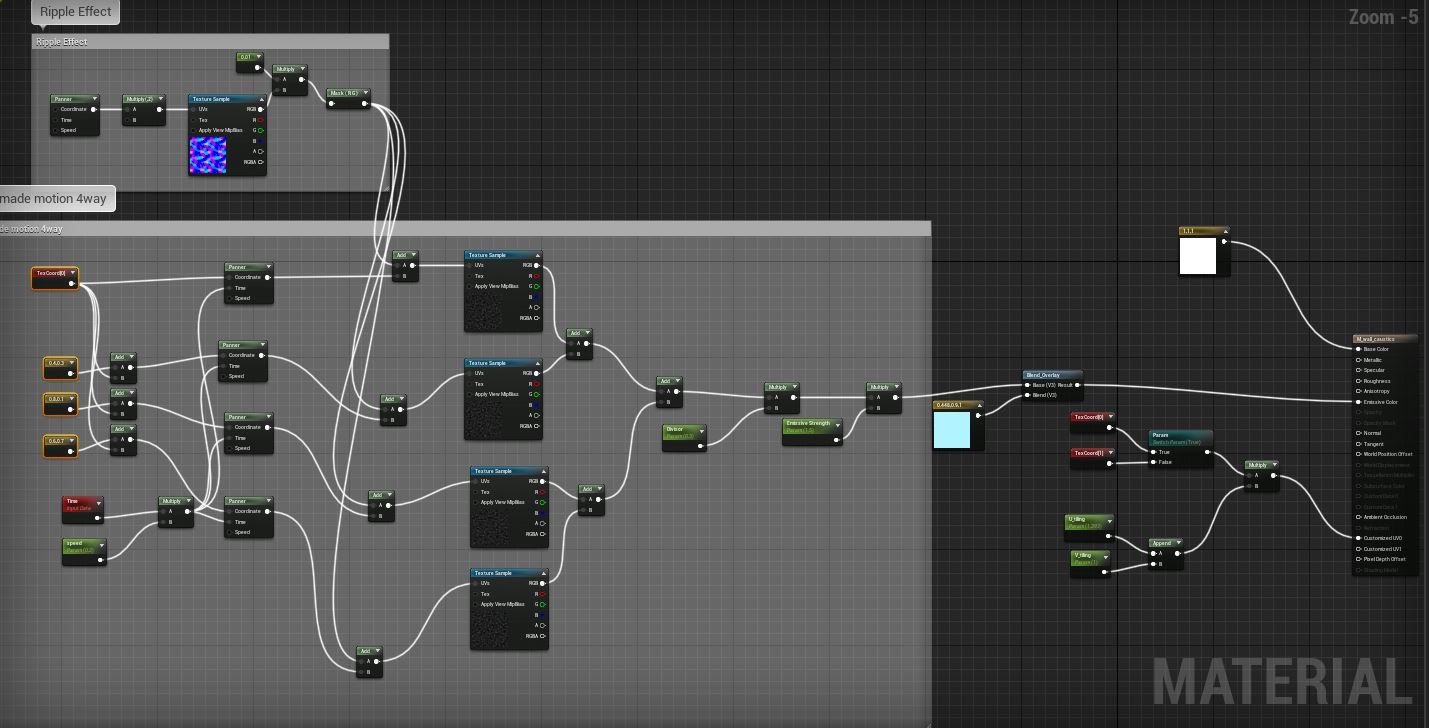 Ripple Effect
Zoom -5
Ripple Effect
0.01
Multiply
A
B
Panner
Coordinate
Time
Speed
Multiply(,2)
A
B
Texture Sample
UVs
RGB
Tex
R
Apply View MipBias
G
B
A
RGBA
Mask ( R G )
made motion 4way
de motion 4way
TexCoord[0]
Panner
Coordinate
Time
Speed
Add
A
B
Texture Sample
UVs
RGB
Tex
R
Apply View MipBias
G
B
A
RGBA
1,1,1
Add
A
B
M_wall_caustics
Base Color
Metallic
Specular
Roughness
Anisotropy
Emissive Color
Opacity
Opacity Mask
Normal
Tangent
World Position Offset
World Displacement
Tessellation Multiplier
Subsurface Color
Custom Data 0
Custom Data 1
Ambient Occlusion
Refraction
Customized UV0
Customized UV1
Pixel Depth Offset
Shading Model
0.4,0.3
Add
A
B
Panner
Coordinate
Time
Speed
Texture Sample
UVs
RGB
Tex
R
Apply View MipBias
G
B
A
RGBA
0.8,0.1
Add
A
B
Add
A
B
Add
A
B
Multiply
A
B
Multiply
A
B
Blend_Overlay
Base (V3) Result
Blend (V3)
0.6,0.7
Add
A
B
Panner
Coordinate
Time
Speed
Divisor
Emissive Strength
TexCoord[0]
TexCoord[1]
Param
Switch Param (True)
True
False
Multiply
A
B
Time
Input Data
Multiply
A
B
Panner
Coordinate
Time
Speed
Add
A
B
Texture Sample
UVs
RGB
Tex
R
Apply View MipBias
G
B
A
RGBA
Add
A
B
speed
U_tiling
V_tiling
Param (1)
Append
A
B
Texture Sample
UVs
RGB
Tex
R
Apply View MipBias
G
B
A
RGBA
Add
A
B
MATERIAL